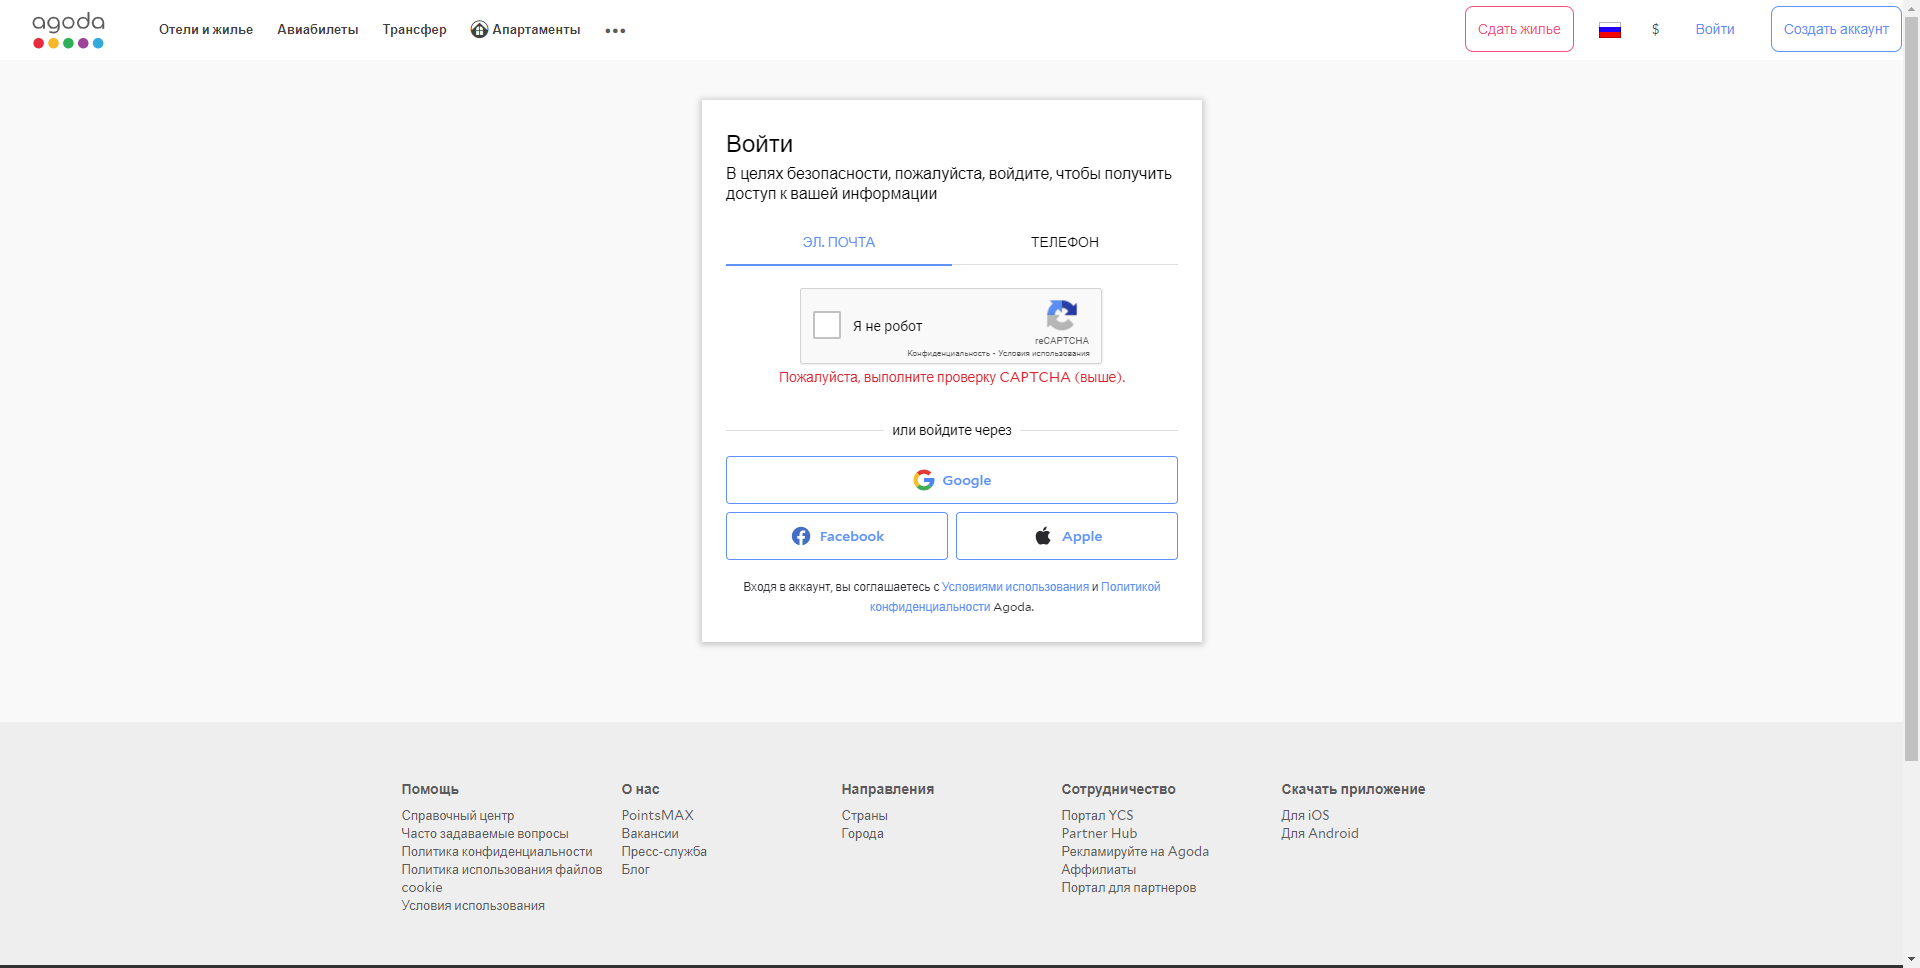 agoda
Отели и жилье
Авиабилеты
Трансфер
Апартаменты
Сдать жилье
$
Войти
Создать аккаунт
Войти
В целях безопасности, пожалуйста, войдите, чтобы получить
доступ к вашей информации
ЭЛ. ПОЧТА
ТЕЛЕФОН
Я не робот
reCAPTCHA
Конфиденциальность - Условия использования
Пожалуйста, выполните проверку CAPTCHA (выше).
или войдите через
Google
Facebook
Apple
Входя в аккаунт, вы соглашаетесь с Условиями использования и Политикой
конфиденциальности Agoda.
Помощь
Справочный центр
Часто задаваемые вопросы
Политика конфиденциальности
Политика использования файлов
cookie
Условия использования
О нас
PointsMAX
Вакансии
Пресс-служба
Блог
Направления
Страны
Города
Сотрудничество
Портал YCS
Partner Hub
Рекламируйте на Agoda
Аффилиаты
Портал для партнеров
Скачать приложение
Для iOS
Для Android